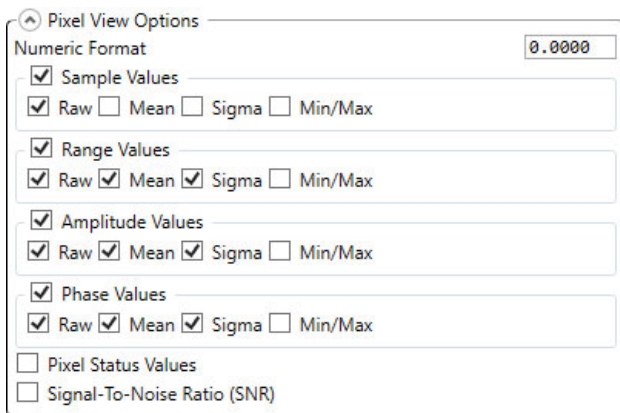 Pixel View Options
Numeric Format 0.0000
Sample Values
Raw Mean Sigma Min/Max
Range Values
Raw Mean Sigma Min/Max
Amplitude Values
Raw Mean Sigma Min/Max
Phase Values
Raw Mean Sigma Min/Max
Pixel Status Values
Signal-To-Noise Ratio (SNR)